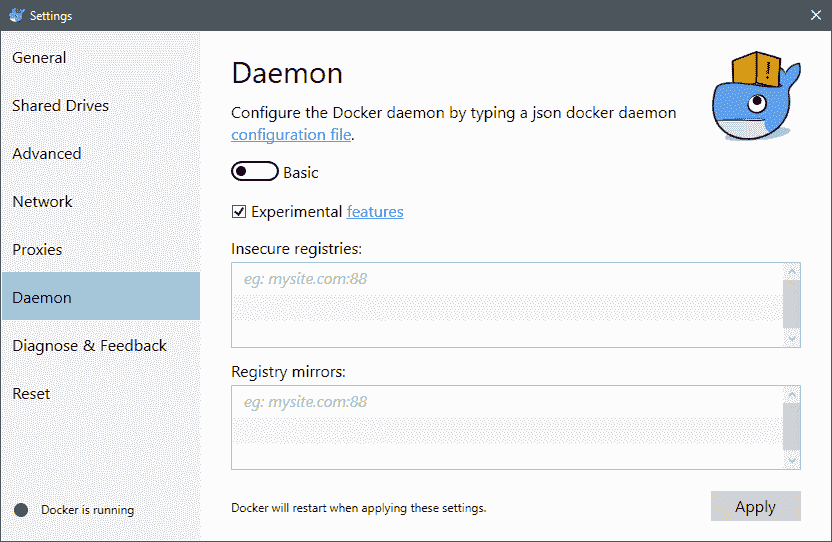 Settings
General
Shared Drives
Advanced
Network
Proxies
Daemon
Diagnose & Feedback
Reset
Docker is running
Daemon
Configure the Docker daemon by typing a json docker daemon
configuration file.
Basic
Experimental features
Insecure registries:
eg: mysite.com:88
Registry mirrors:
eg: mysite.com:88
Docker will restart when applying these settings.
Apply